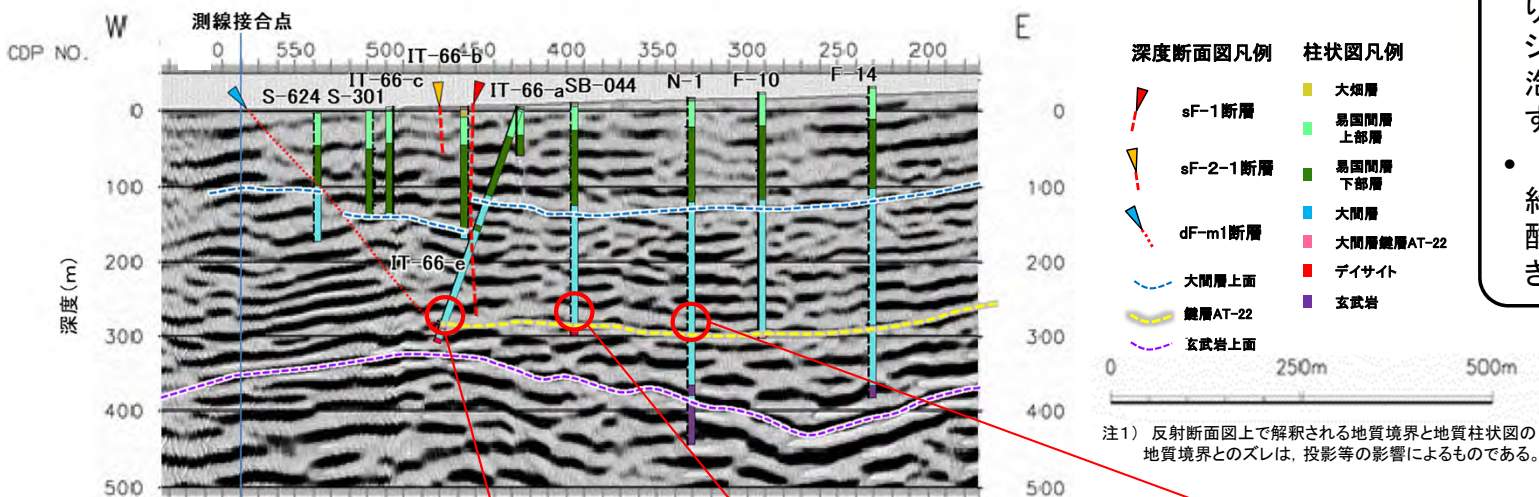 W
測線接合点
E
CDP NO.
0 550 500 450 400 350 300 250 200
IT-66-b
IT-66-c
S-624 S-301
IT-66-a
SB-044
N-1
F-10
F-14
IT-66-e
深度(m)
0
100
200
300
400
500
0
100
200
300
400
500
深度断面図凡例
sF-1断層
sF-2-1断層
dF-m1断層
大間層上面
鍵層AT-22
玄武岩上面
柱状図凡例
大畑層
易国間層
上部層
易国間層
下部層
大間層
大間層鍵層AT-22
デイサイト
玄武岩
0 250m 500m
注1) 反射断面図上で解釈される地質境界と地質柱状図の
地質境界とのズレは, 投影等の影響によるものである。